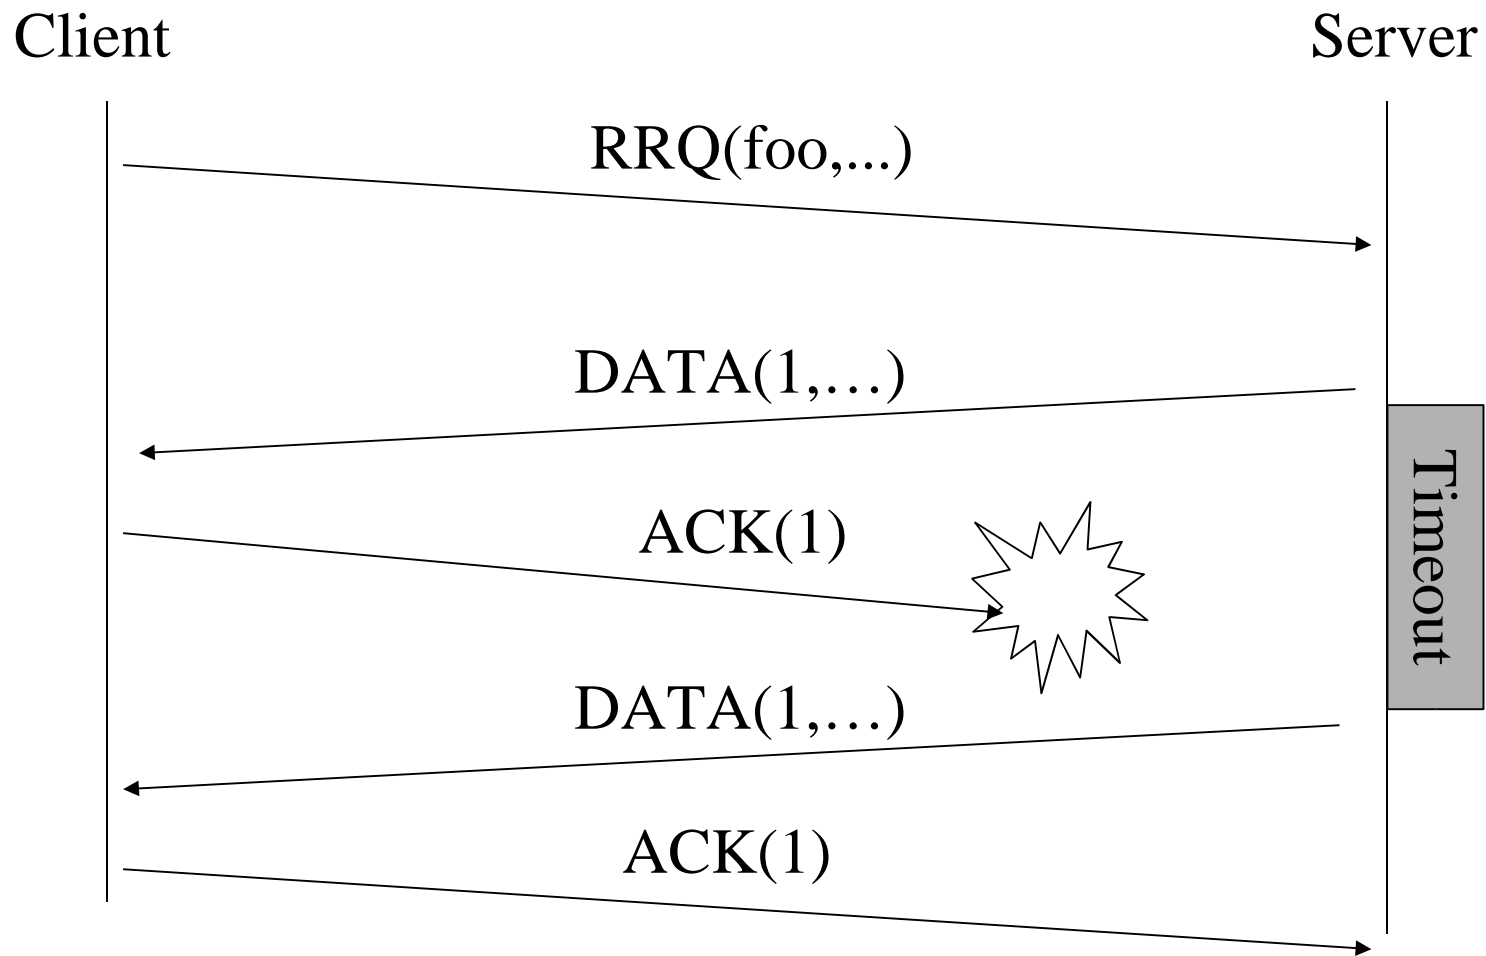 Client
Server
RRQ(foo,...)
DATA(1,…)
Timeout
ACK(1)
DATA(1,…)
ACK(1)